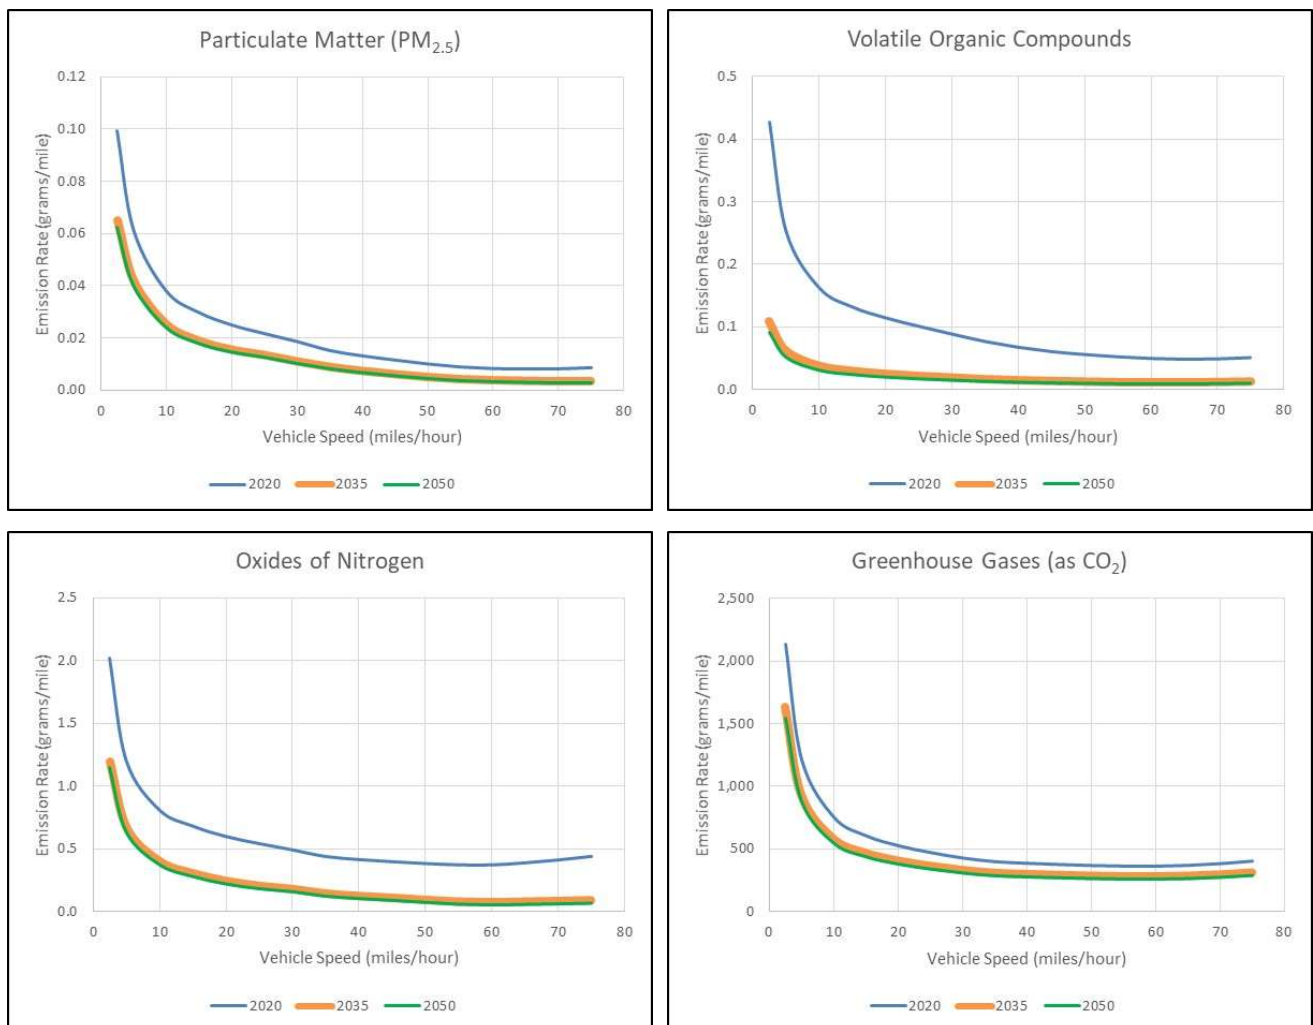 Particulate Matter (PM2.5)
Emission Rate (grams/mile)
0.12
0.10
0.08
0.06
0.04
0.02
0.00
0 10 20 30 40 50 60 70 80
Vehicle Speed (miles/hour)
2020 2035 2050
Volatile Organic Compounds
Emission Rate (grams/mile)
0.5
0.4
0.3
0.2
0.1
0.0
0 10 20 30 40 50 60 70 80
Vehicle Speed (miles/hour)
2020 2035 2050
Oxides of Nitrogen
Emission Rate (grams/mile)
2.5
2.0
1.5
1.0
0.5
0.0
0 10 20 30 40 50 60 70 80
Vehicle Speed (miles/hour)
2020 2035 2050
Greenhouse Gases (as CO2)
Emission Rate (grams/mile)
2,500
2,000
1,500
1,000
500
0
0 10 20 30 40 50 60 70 80
Vehicle Speed (miles/hour)
2020 2035 2050